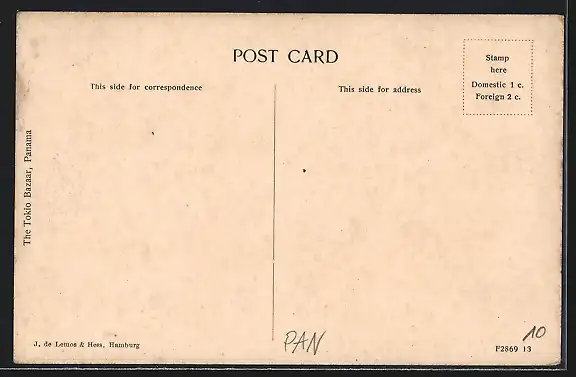 POST CARD
Stamp
here
Domestic 1 c.
Foreign 2 c.
This side for correspondence
This side for address
The Tokio Bazaar, Panama
J. de Lemos & Hess, Hamburg
PAN
F2869 13
10